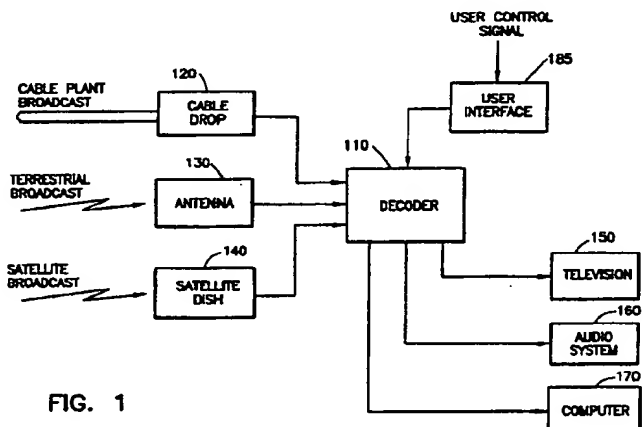 USER CONTROL
SIGNAL
185
USER
INTERFACE
CABLE PLANT
BROADCAST
120
CABLE
DROP
110
DECODER
TERRESTRIAL
BROADCAST
130
ANTENNA
SATELLITE
BROADCAST
140
SATELLITE
DISH
150
TELEVISION
160
AUDIO
SYSTEM
170
COMPUTER
FIG. 1